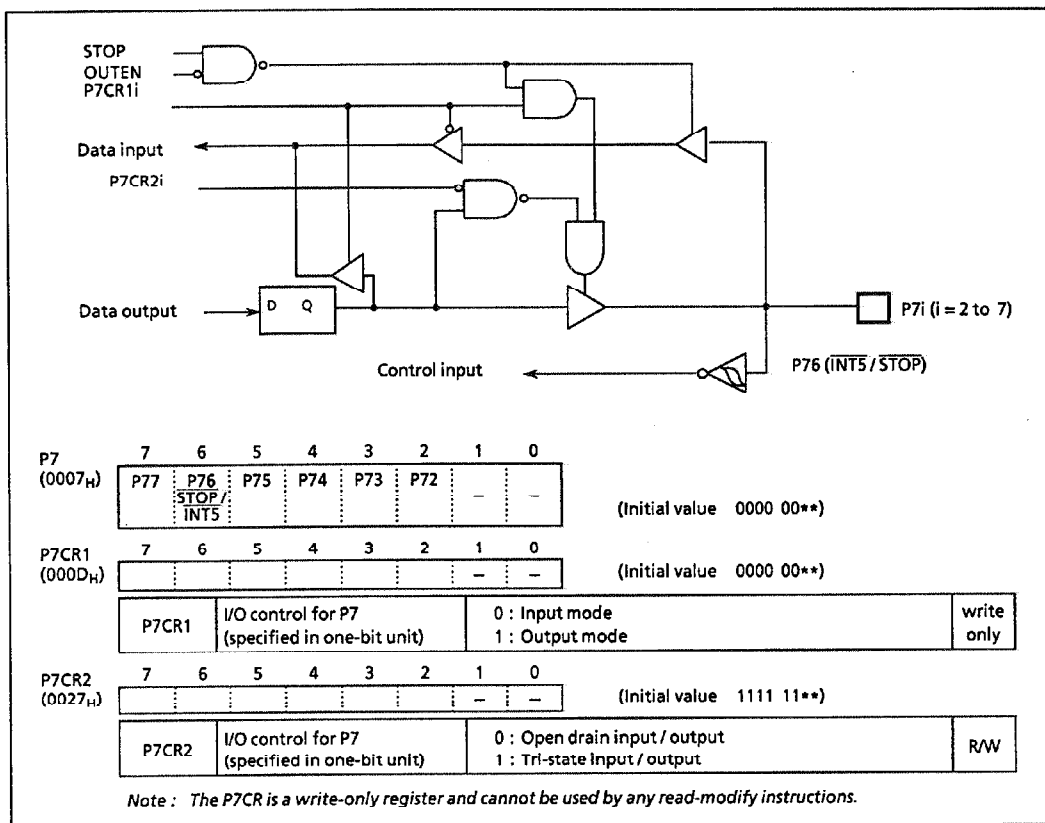 STOP
OUTEN
P7CR1i
Data input
P7CR2i
D Q
Data output
P7i (i = 2 to 7)
Control input
P76 (INT5 / STOP)
7 6 5 4 3 2 1 0
P7
(0007H)
P77 P76 P75 P74 P73 P72 – –
STOP /
INT5
(Initial value 0000 00**)
7 6 5 4 3 2 1 0
P7CR1
(000DH)
– –
(Initial value 0000 00**)
P7CR1
I/O control for P7
(specified in one-bit unit)
0 : Input mode
1 : Output mode
write
only
7 6 5 4 3 2 1 0
P7CR2
(0027H)
– –
(Initial value 1111 11**)
P7CR2
I/O control for P7
(specified in one-bit unit)
0 : Open drain input / output
1 : Tri-state Input / output
R/W
Note : The P7CR is a write-only register and cannot be used by any read-modify instructions.